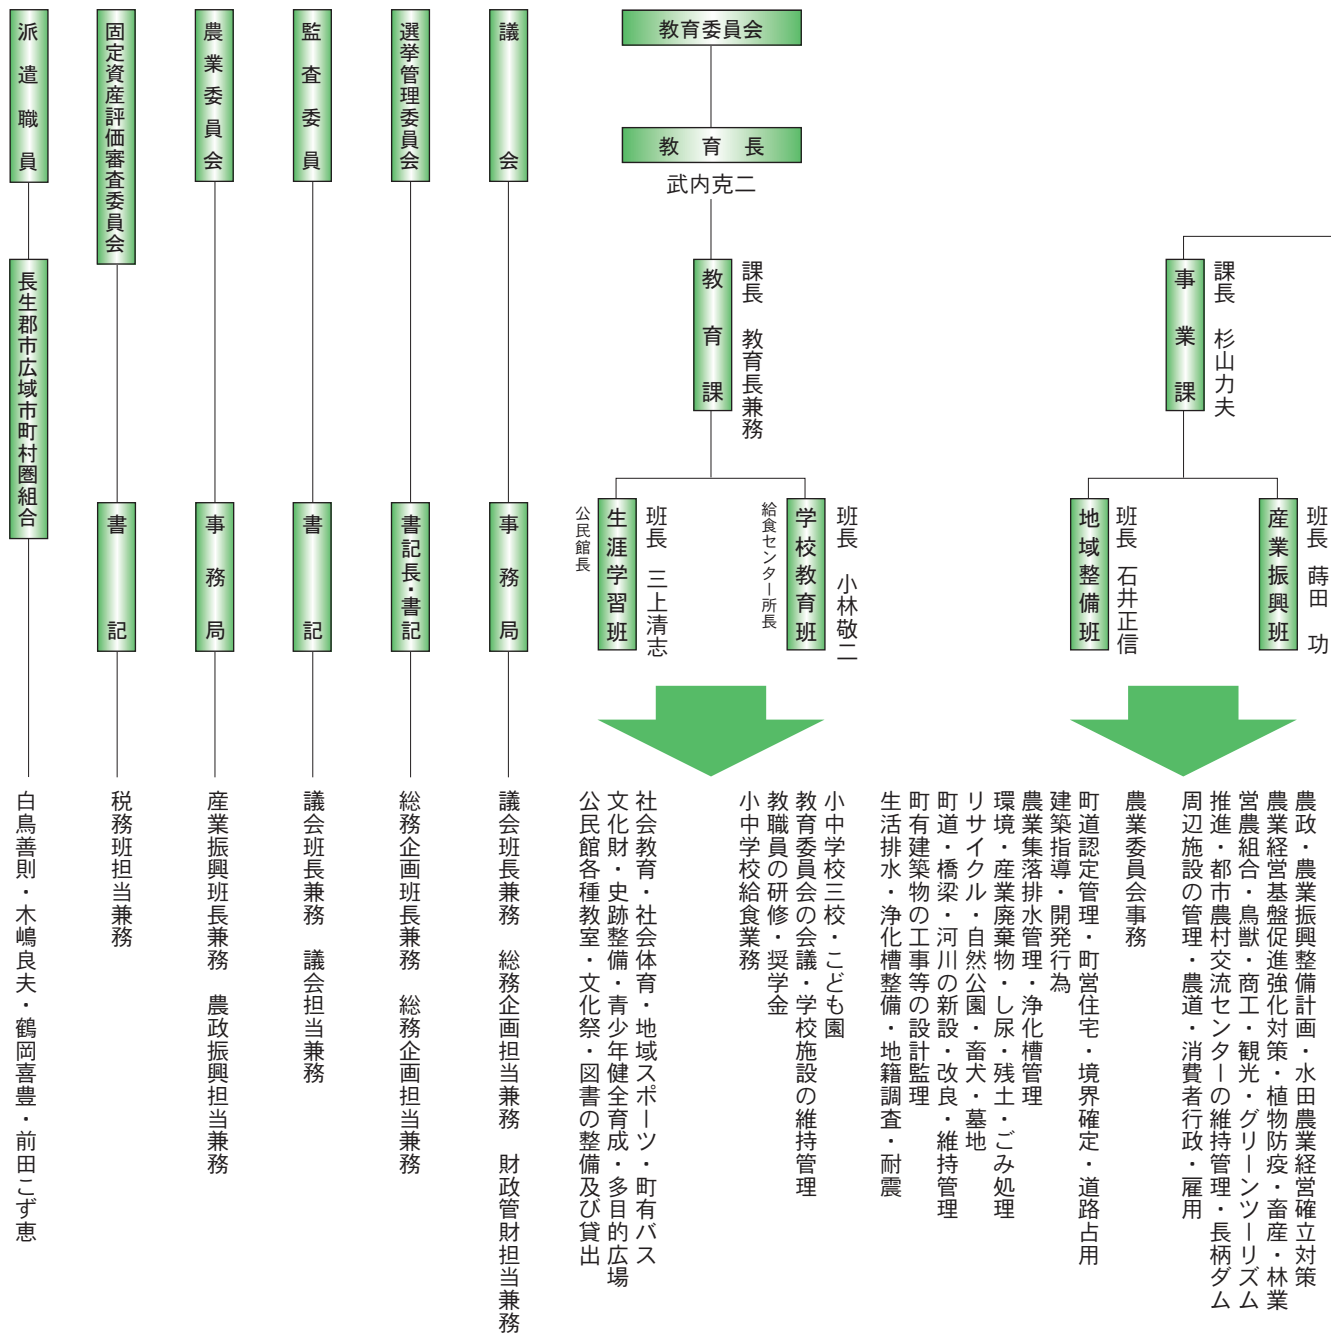 事業課
課長　杉山力夫
産業振興班
班長　蒔田　功
地域整備班
班長　石井正信
農政・農業振興整備計画・水田農業経営確立対策
農業経営基盤促進強化対策・植物防疫・畜産・林業
営農組合・鳥獣・商工・観光・グリーンツーリズム
推進・都市農村交流センターの維持管理・長柄ダム
周辺施設の管理・農道・消費者行政・雇用
農業委員会事務
町道認定管理・町営住宅・境界確定・道路占用
建築指導・開発行為
農業集落排水管理・浄化槽管理
環境・産業廃棄物・し尿・残土・ごみ処理
リサイクル・自然公園・畜犬・墓地
町道・橋梁・河川の新設・改良・維持管理
町有建築物の工事等の設計監理
生活排水・浄化槽整備・地籍調査・耐震
教育委員会
教育長
武内克二
教育課
課長　教育長兼務
学校教育班
班長　小林敬二
給食センター所長
生涯学習班
班長　三上清志
公民館長
小中学校三校・こども園
教育委員会の会議・学校施設の維持管理
教職員の研修・奨学金
小中学校給食業務
社会教育・社会体育・地域スポーツ・町有バス
文化財・史跡整備・青少年健全育成・多目的広場
公民館各種教室・文化祭・図書の整備及び貸出
議会
事務局
議会班長兼務　総務企画担当兼務　財政管財担当兼務
選挙管理委員会
書記長・書記
総務企画班長兼務　総務企画担当兼務
監査委員
書記
議会班長兼務　議会担当兼務
農業委員会
事務局
産業振興班長兼務　農政振興担当兼務
固定資産評価審査委員会
書記
税務班担当兼務
派遣職員
長生郡市広域市町村圏組合
白鳥善則・木嶋良夫・鶴岡喜豊・前田こず恵